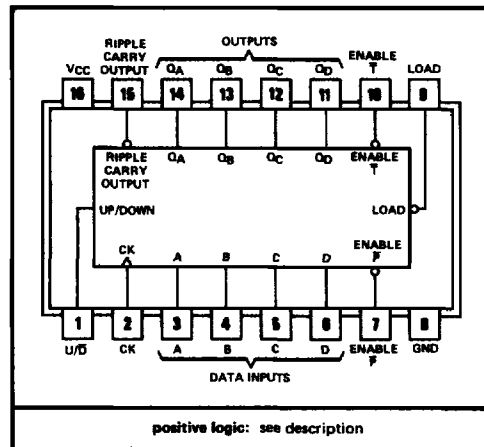 RIPPLE
CARRY
OUTPUT
OUTPUTS
ENABLE
T̅
LOAD
VCC
QA
QB
QC
QD
16
15
14
13
12
11
10
9
RIPPLE
CARRY
OUTPUT
QA
QB
QC
QD
ENABLE
T̅
UP/DOWN
LOAD
ENABLE
P̅
CK
A
B
C
D
1
2
3
4
5
6
7
8
U/D̅
CK
A
B
C
D
ENABLE
P̅
GND
DATA INPUTS
positive logic: see description